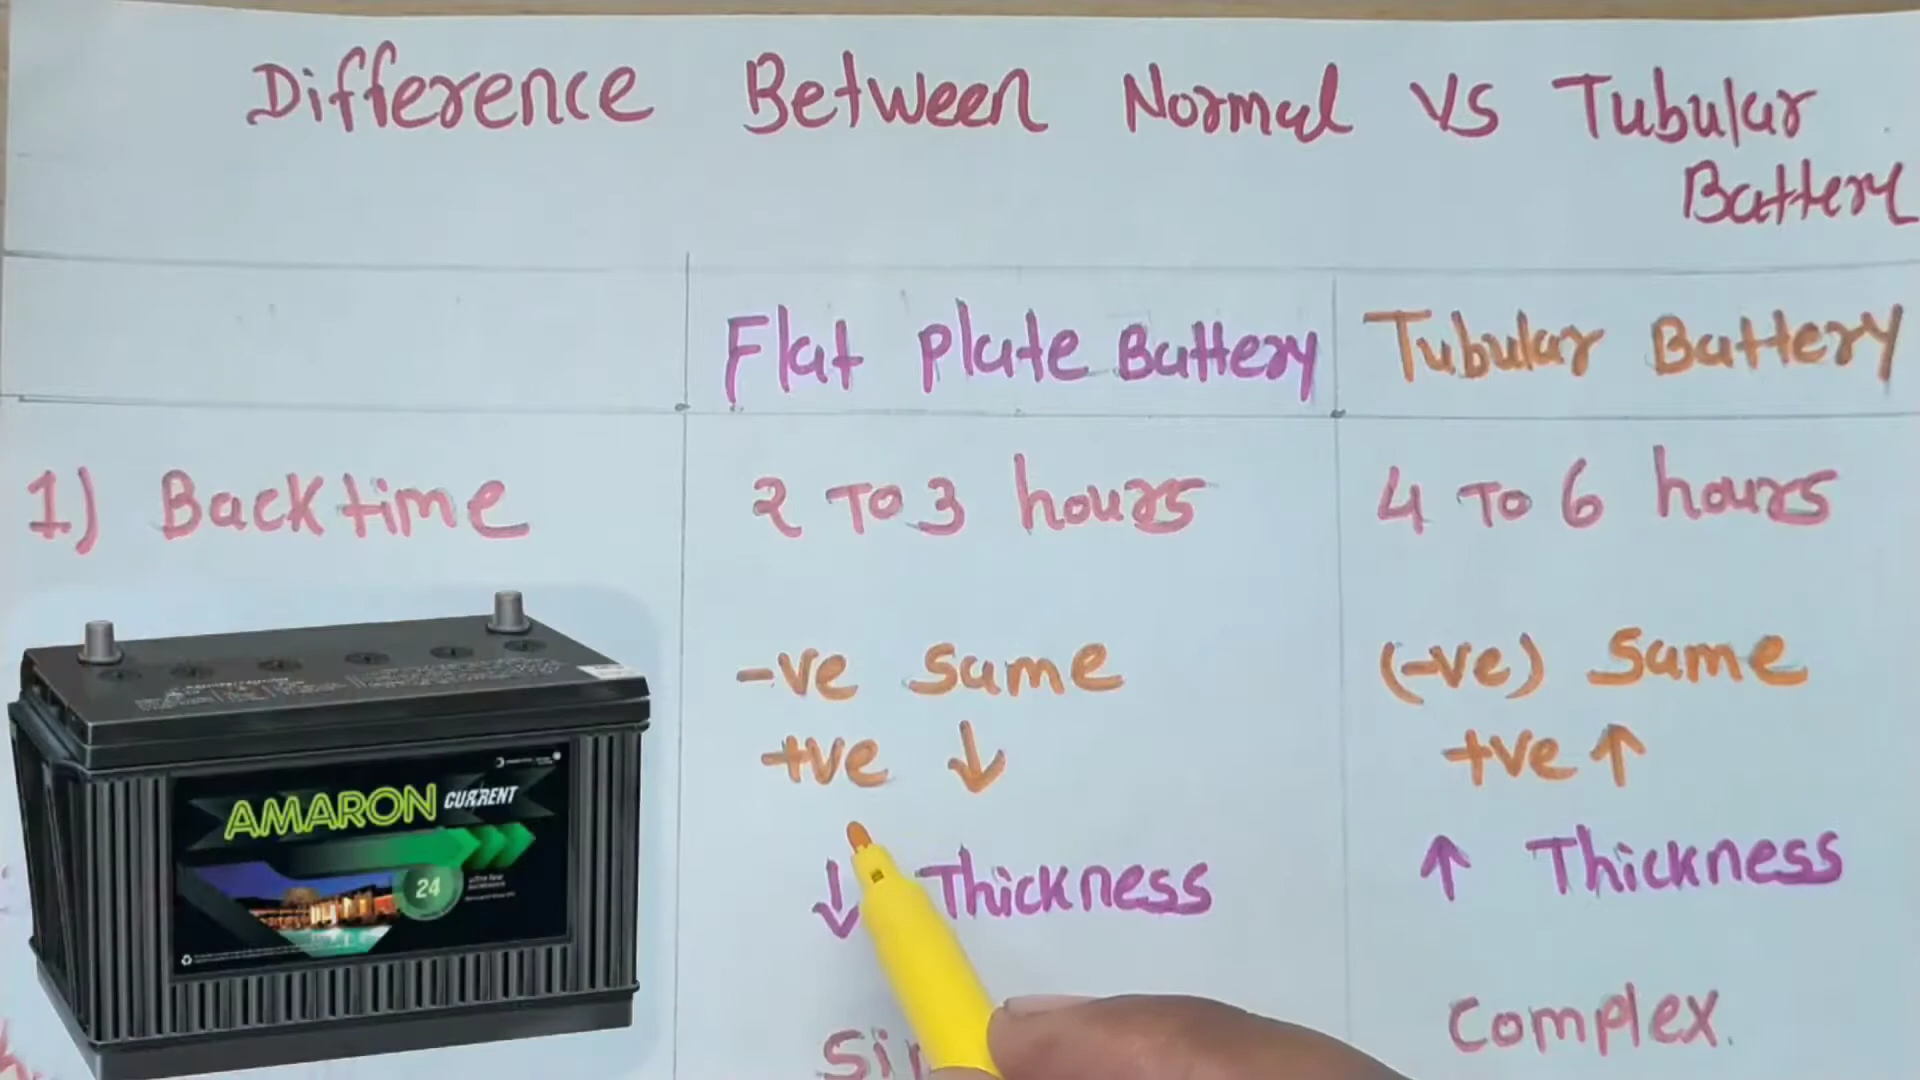 Difference Between Normal VS Tubular
Battery
Flat Plate Battery Tubular Battery
1) Backtime 2 TO 3 hours 4 TO 6 hours
-ve Same (-ve) Same
+ve ↓ +ve ↑
↓ Thickness ↑ Thickness
Complex.
AMARON CURRENT
24